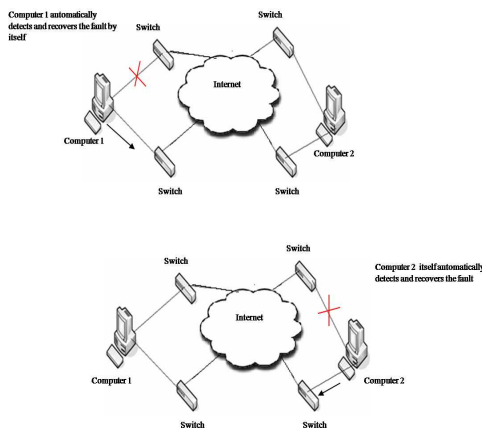 Computer 1 automatically
detects and recovers the fault by
itself
Switch
Switch
Internet
Computer 1
Computer 2
Switch
Switch
Switch
Switch
Computer 2 itself automatically
detects and recovers the fault
Internet
Computer 1
Computer 2
Switch
Switch